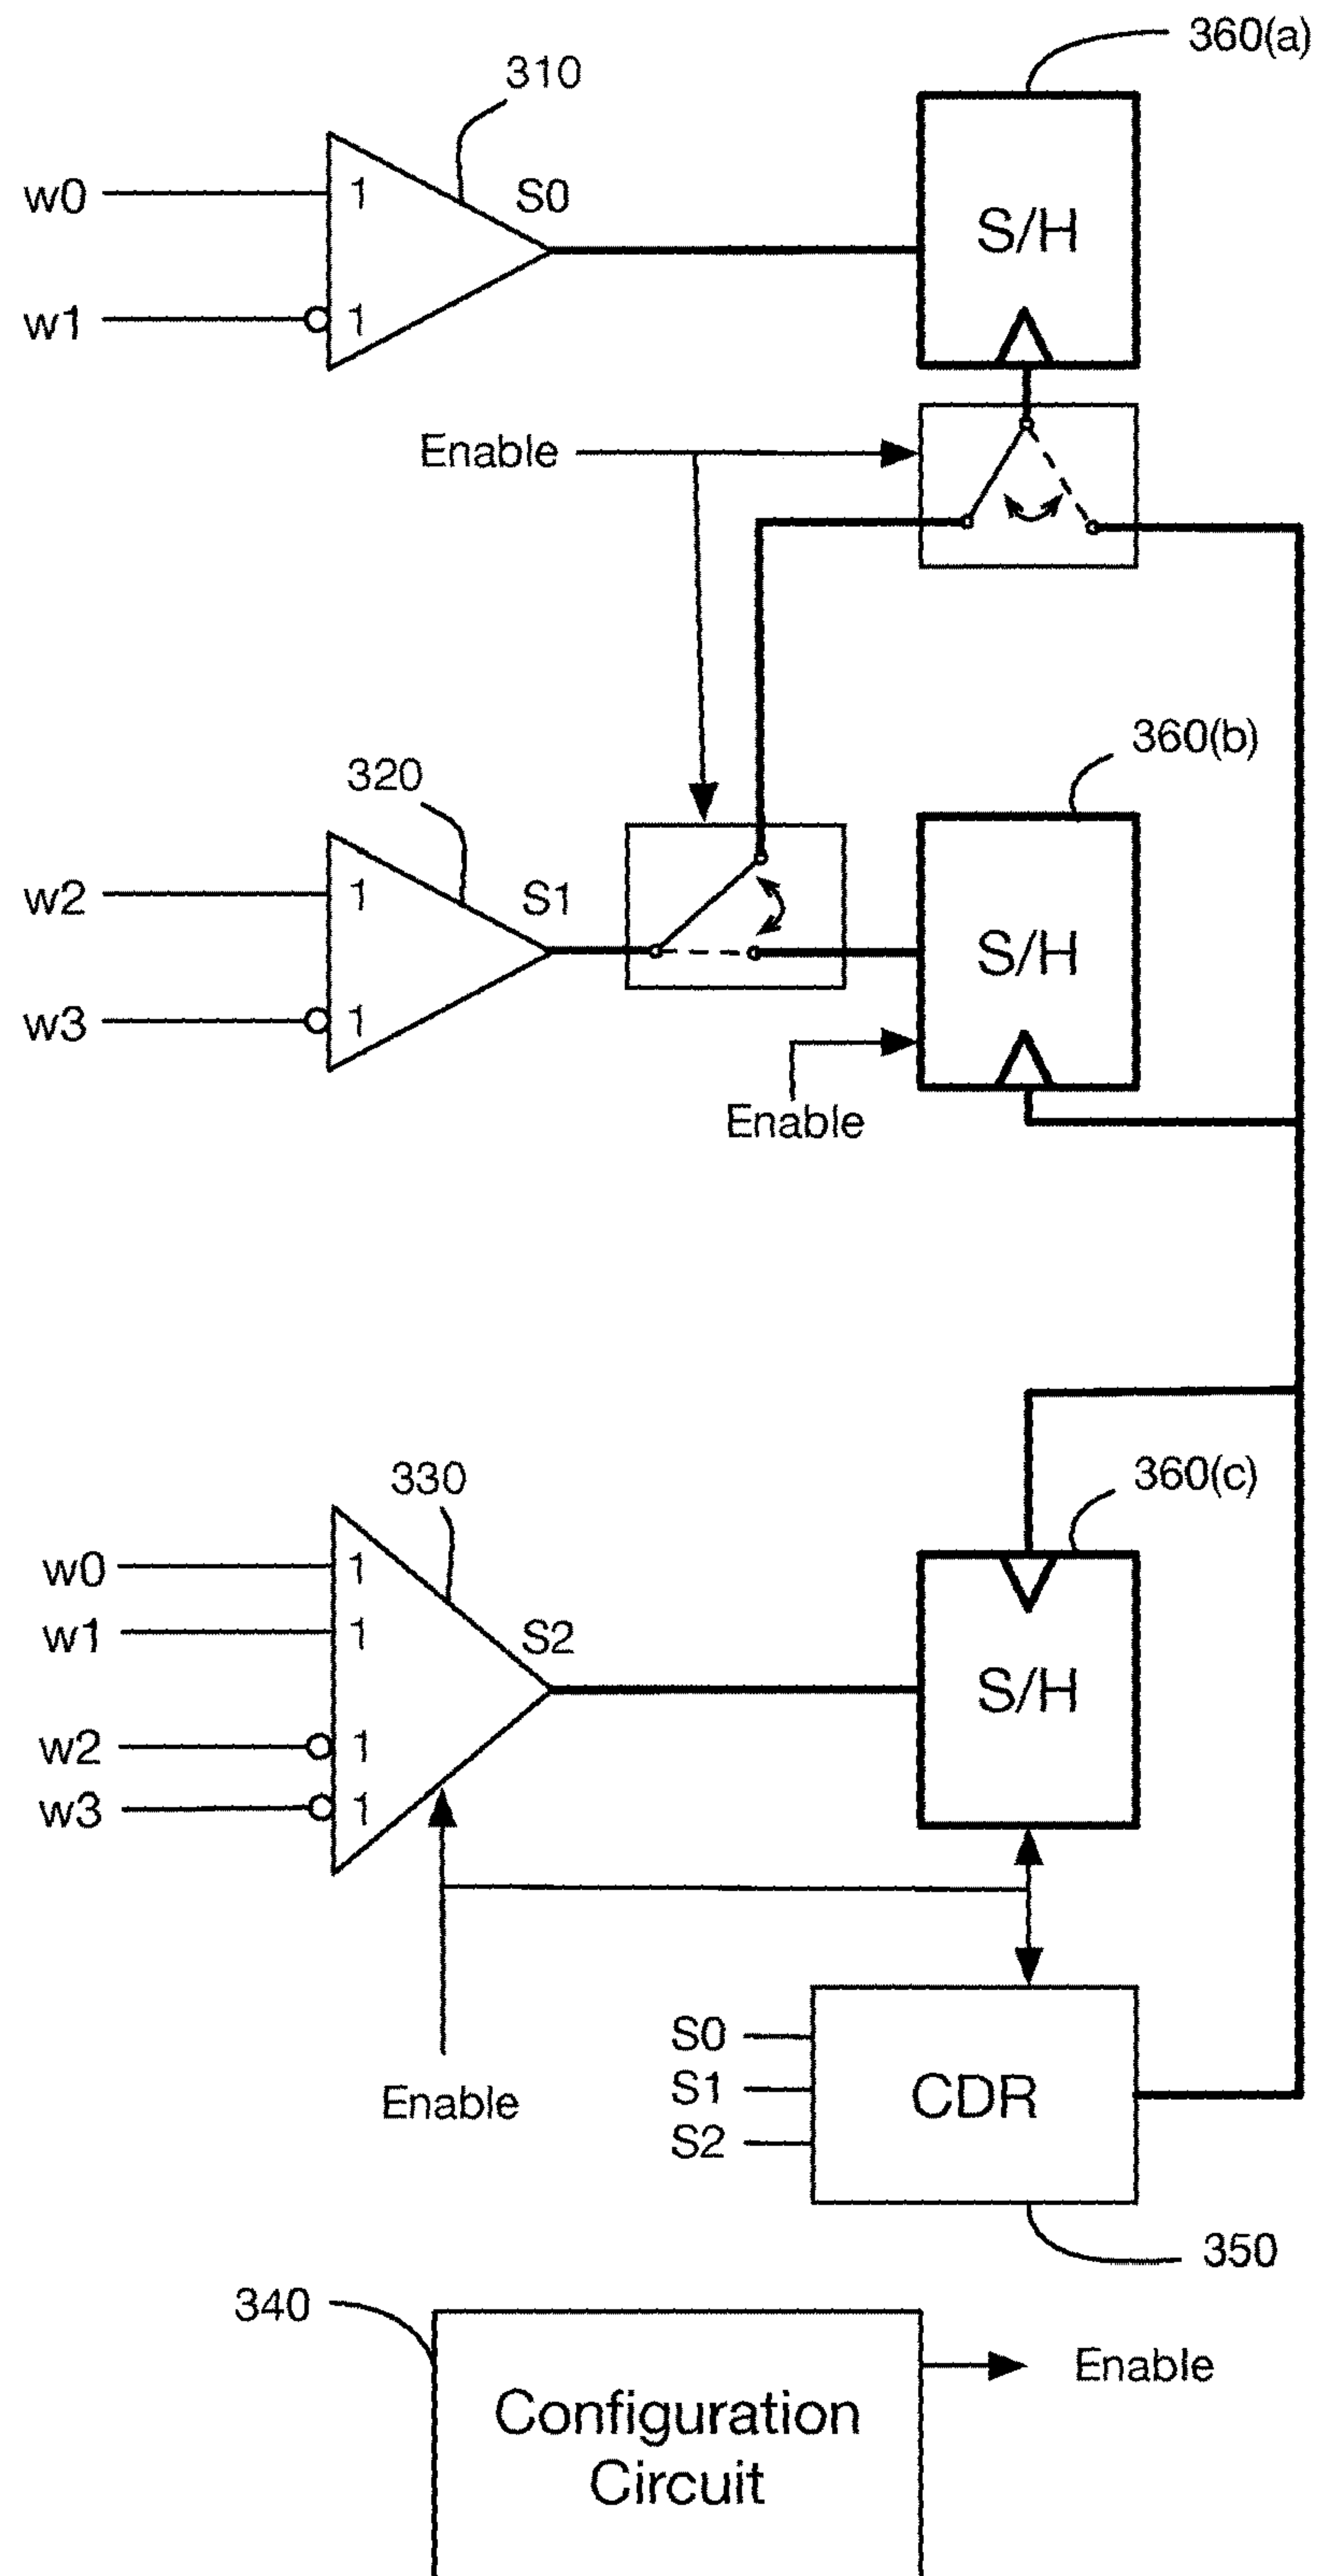 360(a)
310
w0
1
S0
S/H
w1
1
Enable
360(b)
320
w2
1
S1
S/H
w3
1
Enable
330
360(c)
w0
1
w1
1
S2
S/H
w2
1
w3
1
S0
S1
CDR
S2
Enable
350
340
Enable
Configuration
Circuit